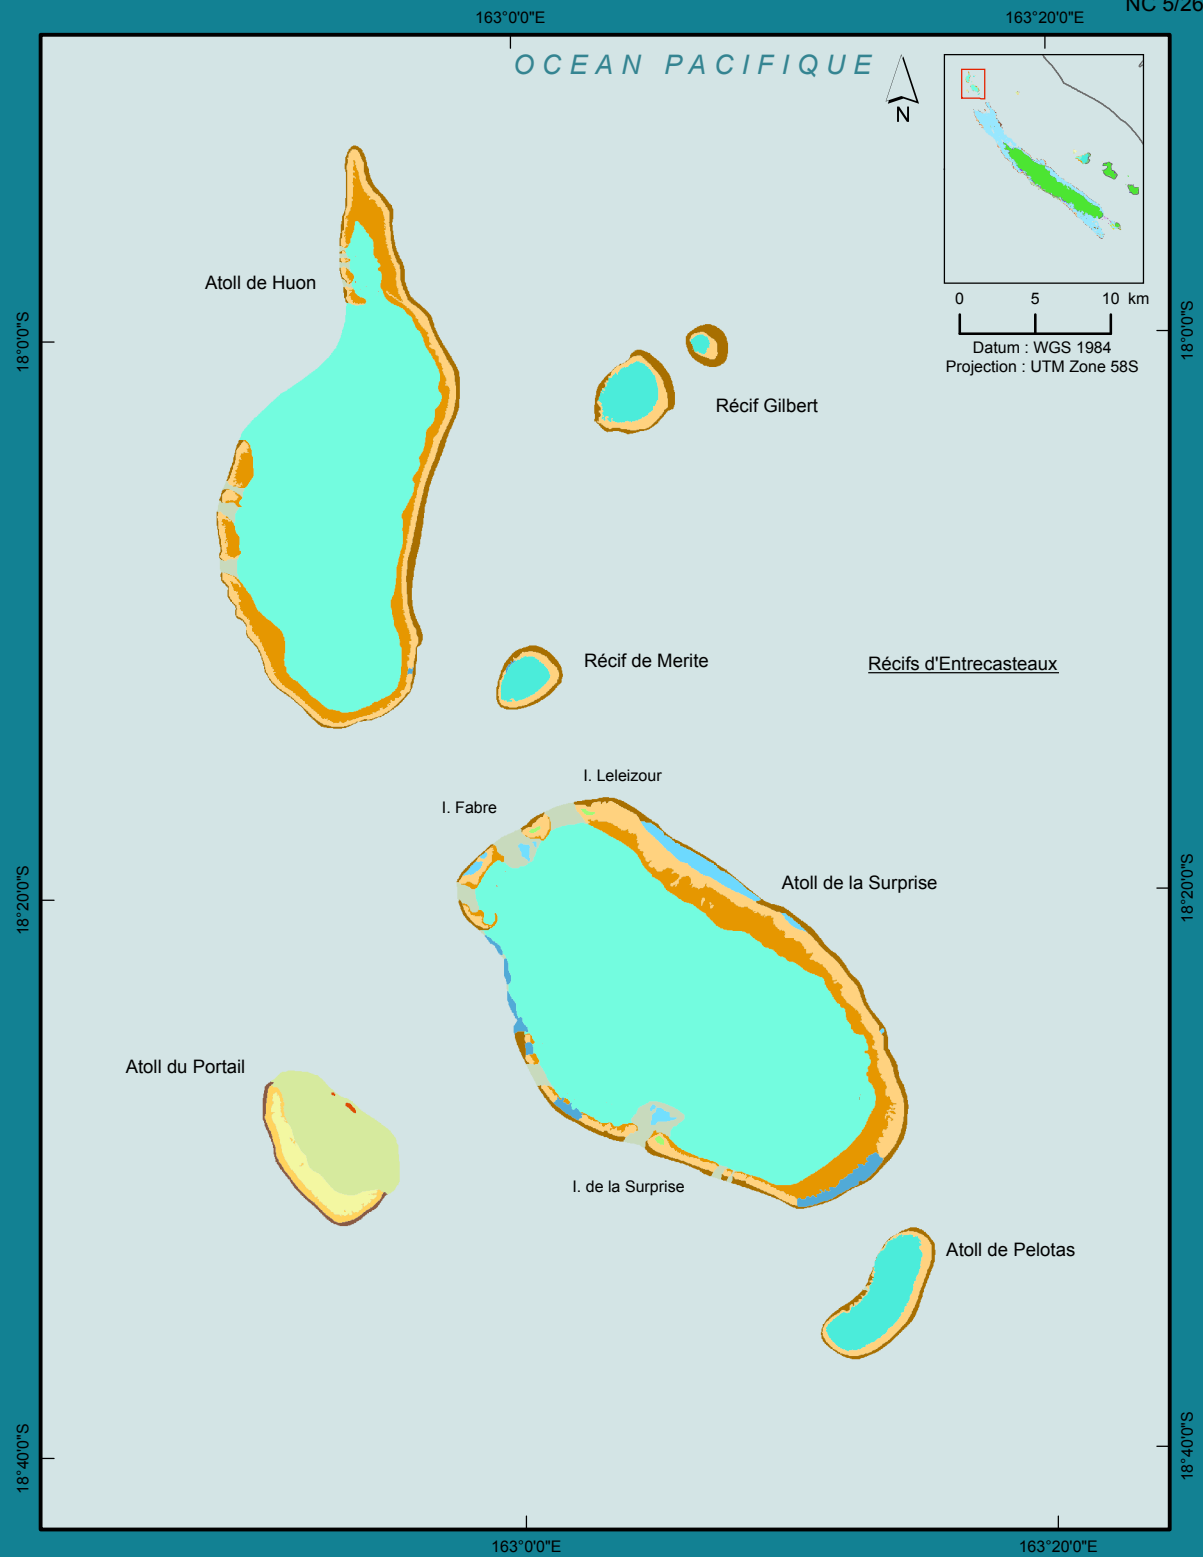 NC 5/26
163°0'0"E
163°20'0"E
OCEAN PACIFIQUE
N
Atoll de Huon
0 5 10 km
18°0'0"S
18°0'0"S
Datum : WGS 1984
Projection : UTM Zone 58S
Récif Gilbert
Récif de Merite
Récifs d'Entrecasteaux
I. Leleizour
I. Fabre
Atoll de la Surprise
18°20'0"S
18°20'0"S
Atoll du Portail
I. de la Surprise
Atoll de Pelotas
18°40'0"S
18°40'0"S
163°0'0"E
163°20'0"E